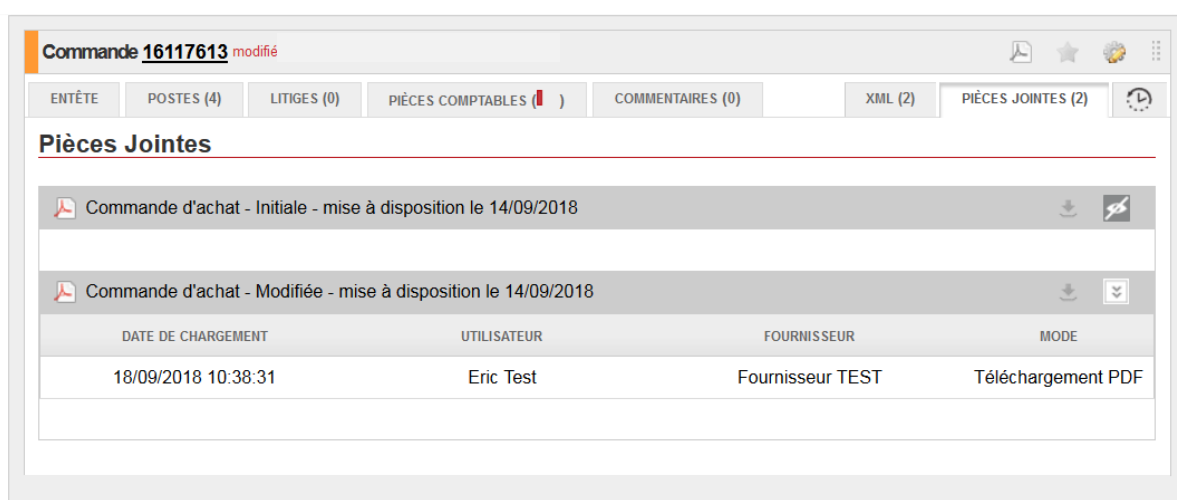 Commande 16117613 modifié
ENTÊTE POSTES (4) LITIGES (0) PIÈCES COMPTABLES ( ) COMMENTAIRES (0) XML (2) PIÈCES JOINTES (2)
Pièces Jointes
Commande d'achat - Initiale - mise à disposition le 14/09/2018
Commande d'achat - Modifiée - mise à disposition le 14/09/2018
DATE DE CHARGEMENT UTILISATEUR FOURNISSEUR MODE
18/09/2018 10:38:31 Eric Test Fournisseur TEST Téléchargement PDF